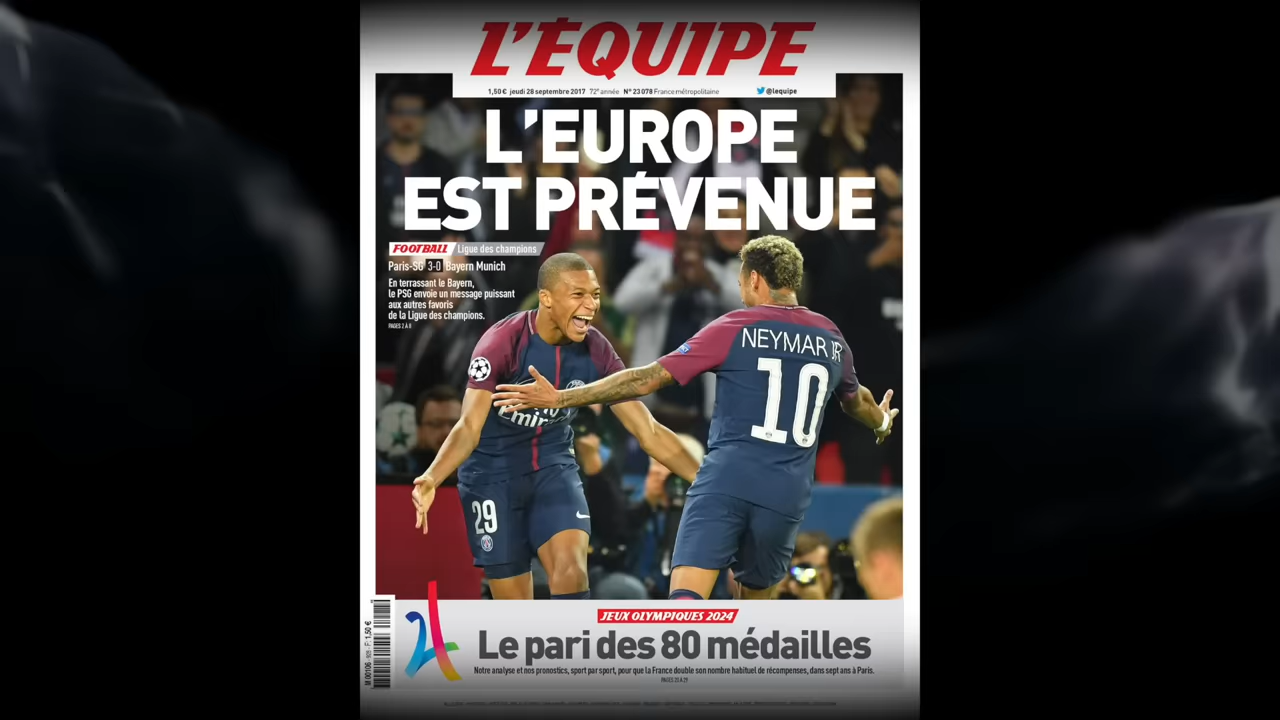 L'ÉQUIPE
1,50 € jeudi 28 septembre 2017 72e année N° 23 078 France métropolitaine @lequipe
L'EUROPE
EST PRÉVENUE
FOOTBALL Ligue des champions
Paris-SG 3-0 Bayern Munich
En terrassant le Bayern,
le PSG envoie un message puissant
aux autres favoris
de la Ligue des champions.
PAGES 2 À 8
NEYMAR JR
10
29
JEUX OLYMPIQUES 2024
Le pari des 80 médailles
Notre analyse et nos pronostics, sport par sport, pour que la France double son nombre habituel de récompenses, dans sept ans à Paris.